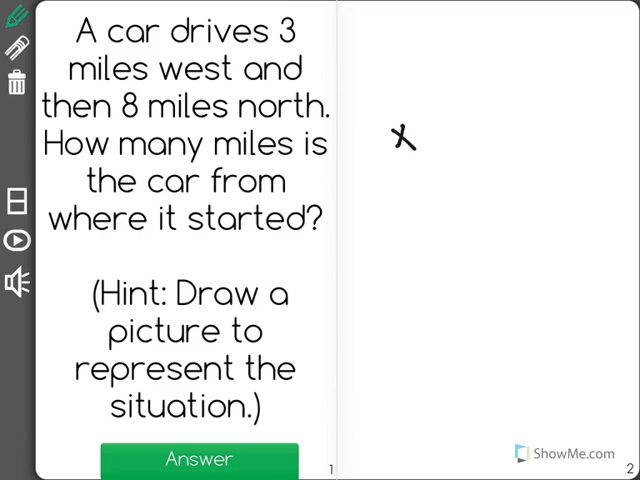 A car drives 3
miles west and
then 8 miles north.
How many miles is
the car from
where it started?
(Hint: Draw a
picture to
represent the
situation.)
Answer
1
x
ShowMe.com
2